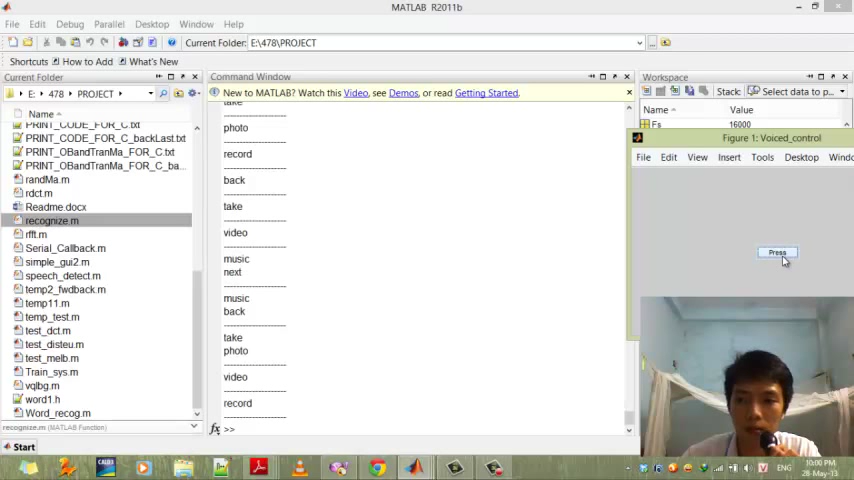 MATLAB R2011b
File Edit Debug Parallel Desktop Window Help
Current Folder: E:\478\PROJECT
Shortcuts How to Add What's New
Current Folder
Command Window
Workspace
E: 478 PROJECT
New to MATLAB? Watch this Video, see Demos, or read Getting Started.
Stack: Select data to p...
Name
Name Value
Fs 16000
PRINT_CODE_FOR_C.txt
PRINT_CODE_FOR_C_backLast.txt
PRINT_OBandTranMa_FOR_C.txt
PRINT_OBandTranMa_FOR_C_ba...
randMa.m
rdct.m
Readme.docx
recognize.m
rfft.m
Serial_Callback.m
simple_gui2.m
speech_detect.m
temp2_fwdback.m
temp11.m
temp_test.m
test_dct.m
test_disteu.m
test_melb.m
Train_sys.m
vqlbg.m
word1.h
Word_recog.m
recognize.m (MATLAB Function)
take
--------------------
photo
--------------------
record
--------------------
back
--------------------
take
--------------------
video
--------------------
music
next
--------------------
music
back
--------------------
take
photo
--------------------
video
--------------------
record
--------------------
fx >>
Figure 1: Voiced_control
File Edit View Insert Tools Desktop Windo
Press
Start
ENG
10:00 PM
28-May-13